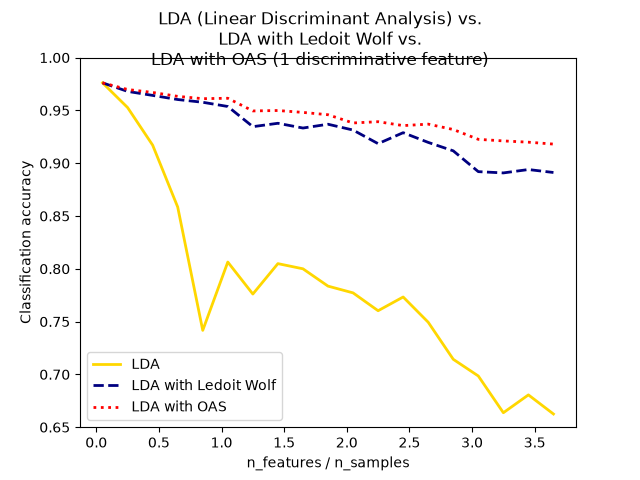 LDA (Linear Discriminant Analysis) vs.
LDA with Ledoit Wolf vs.
LDA with OAS (1 discriminative feature)
1.00
0.95
0.90
0.85
0.80
0.75
0.70
0.65
Classification accuracy
LDA
LDA with Ledoit Wolf
LDA with OAS
0.0 0.5 1.0 1.5 2.0 2.5 3.0 3.5
n_features / n_samples